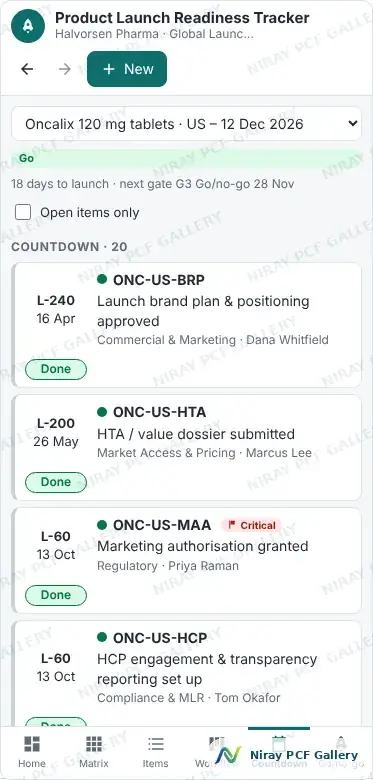 Product Launch Readiness Tracker
Halvorsen Pharma · Global Launc...
New
Oncalix 120 mg tablets · US – 12 Dec 2026
Go
18 days to launch · next gate G3 Go/no-go 28 Nov
Open items only
COUNTDOWN · 20
L-240
16 Apr
Done
ONC-US-BRP
Launch brand plan & positioning
approved
Commercial & Marketing · Dana Whitfield
L-200
26 May
Done
ONC-US-HTA
HTA / value dossier submitted
Market Access & Pricing · Marcus Lee
L-60
13 Oct
Done
ONC-US-MAA Critical
Marketing authorisation granted
Regulatory · Priya Raman
L-60
13 Oct
Done
ONC-US-HCP
HCP engagement & transparency
reporting set up
Compliance & MLR · Tom Okafor
Home Matrix Items Countdown
Niray PCF Gallery
NIRAY PCF GALLERY